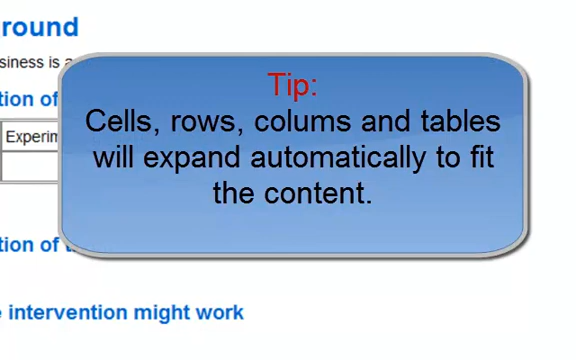 round
siness is a
tion of
Experim
Tip:
Cells, rows, colums and tables
will expand automatically to fit
the content.
tion of t
e intervention might work